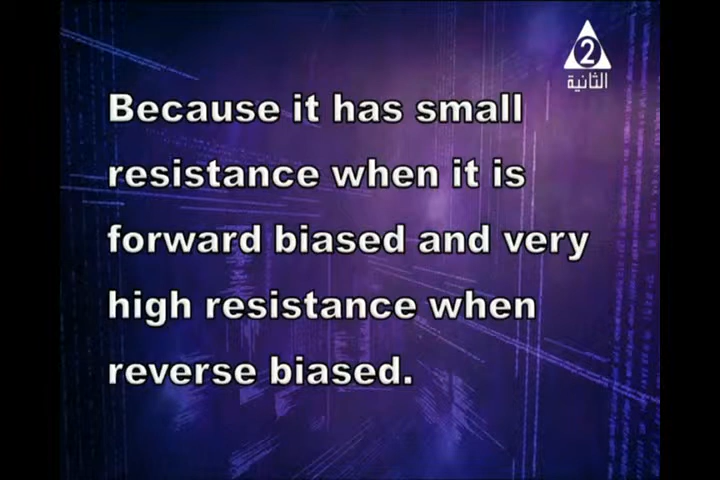 2
الثانية
Because it has small
resistance when it is
forward biased and very
high resistance when
reverse biased.